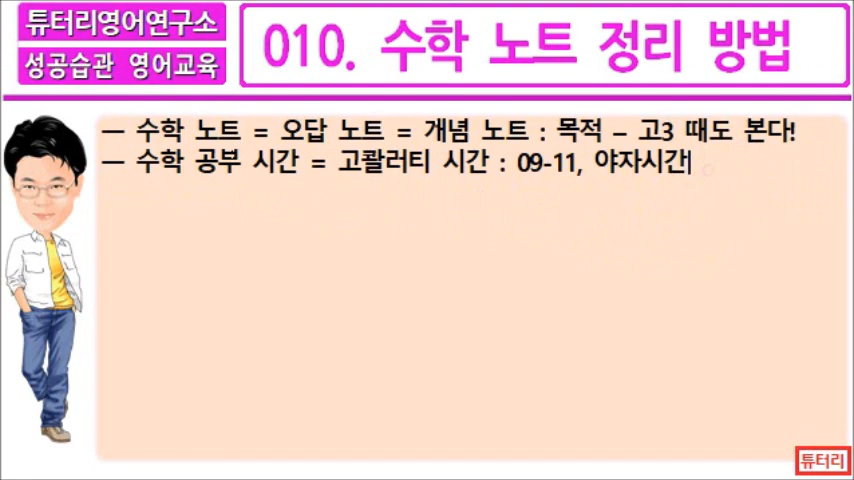 튜터리영어연구소
성공습관 영어교육
010. 수학 노트 정리 방법
— 수학 노트 = 오답 노트 = 개념 노트 : 목적 – 고3 때도 본다!
— 수학 공부 시간 = 고퀄러티 시간 : 09-11, 야자시간
튜터리